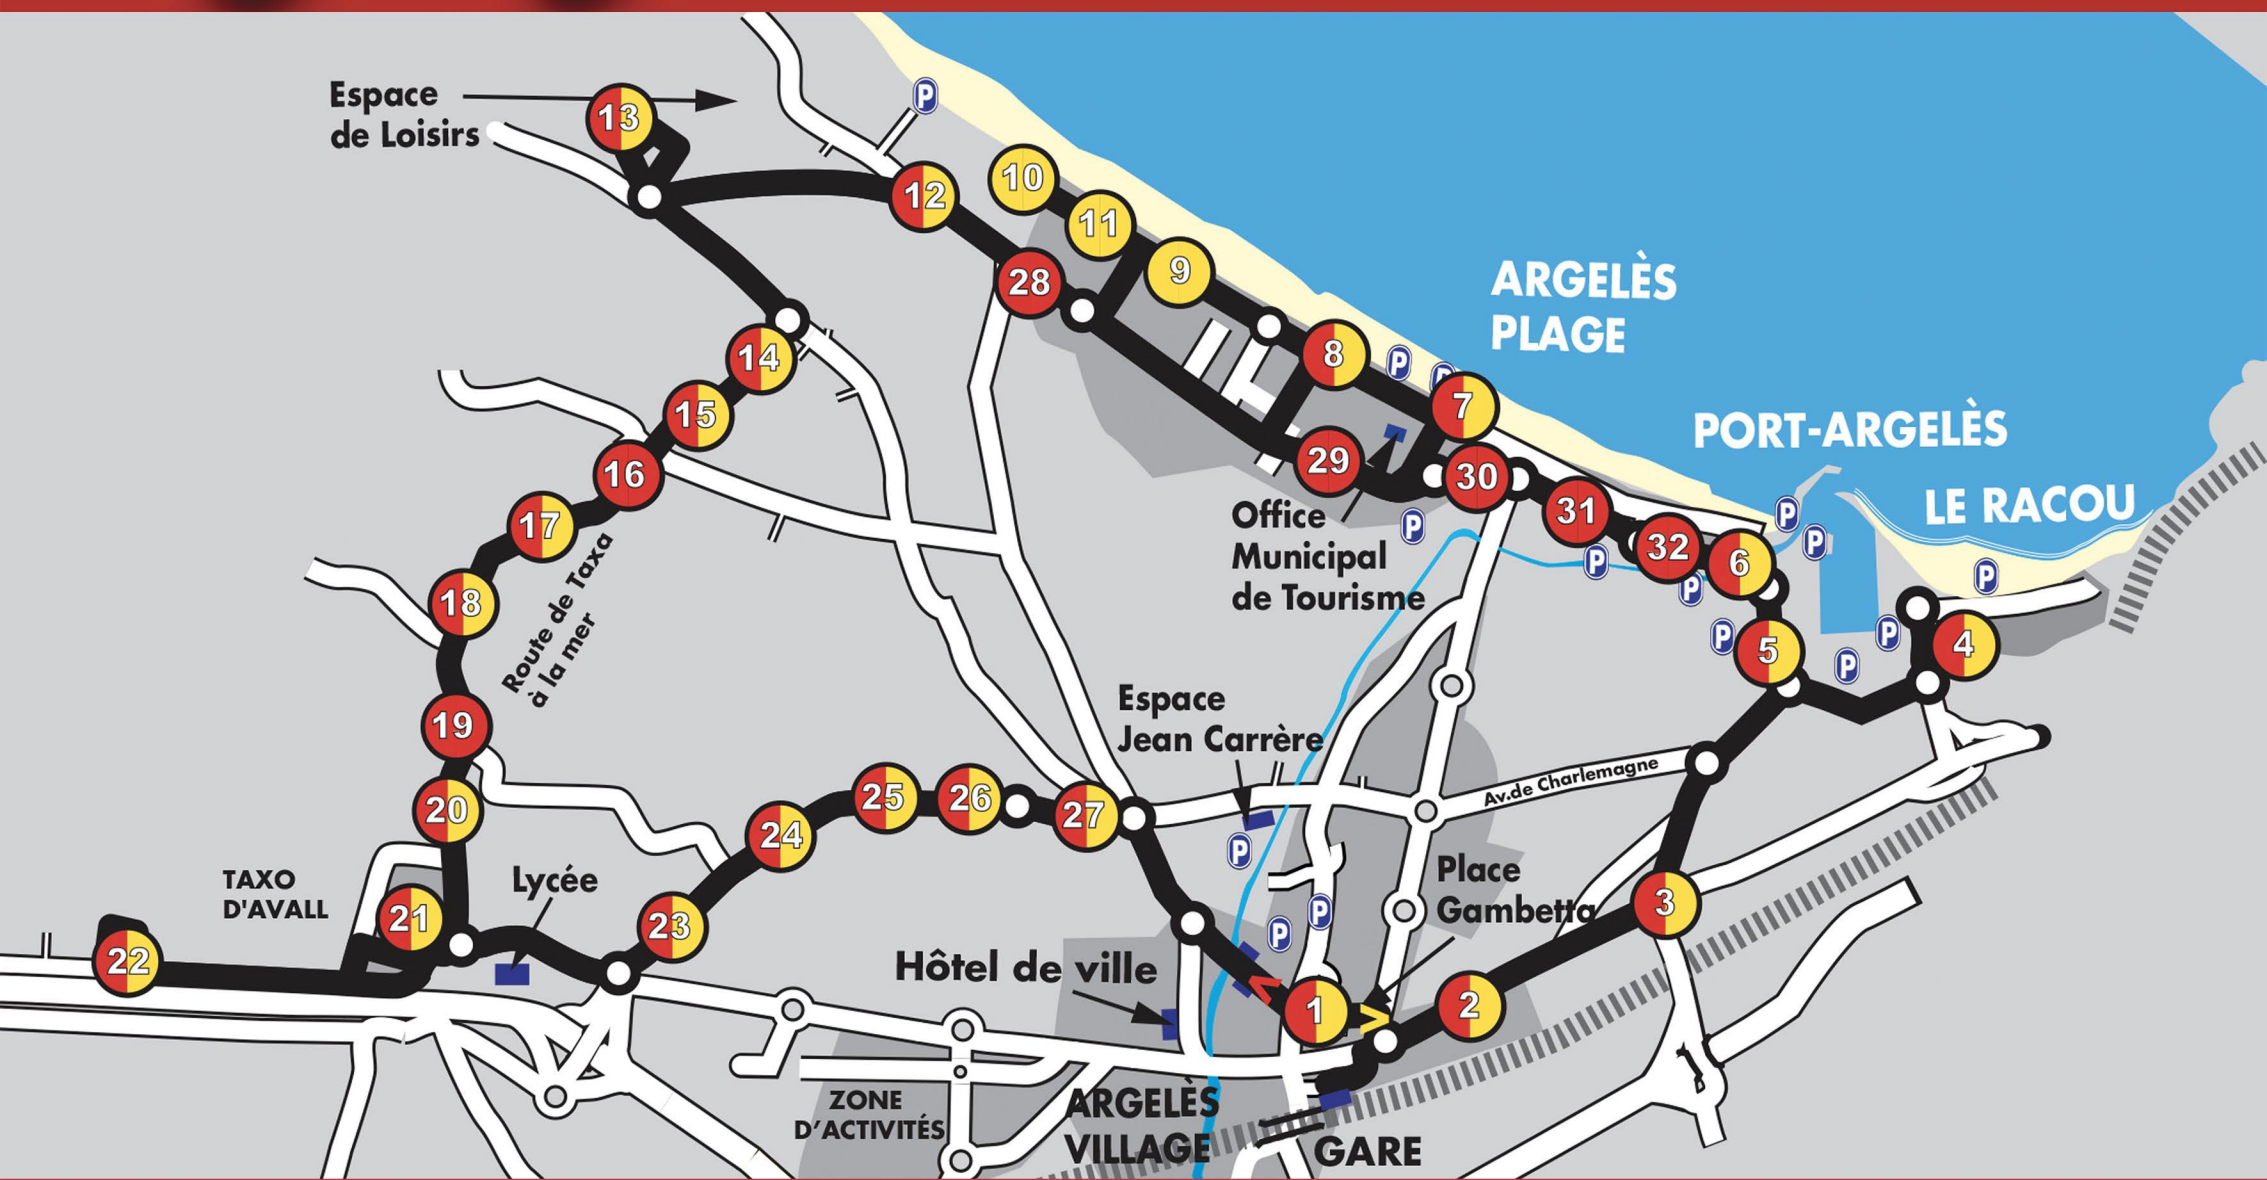 Espace
de Loisirs
13
P
12
10
11
9
28
ARGELÈS
PLAGE
8
P
P
7
14
15
16
17
18
29
30
31
32
6
PORT-ARGELÈS
LE RACOU
P
P
P
P
P
P
Office
Municipal
de Tourisme
Route de Taxa
à la mer
5
P
P
P
4
19
20
Espace
Jean Carrère
Av.de Charlemagne
25
26
27
24
P
TAXO
D'AVALL
Lycée
21
22
23
Place
Gambetta
3
P
P
Hôtel de ville
1
2
ZONE
D'ACTIVITÉS
ARGELÈS
VILLAGE
GARE